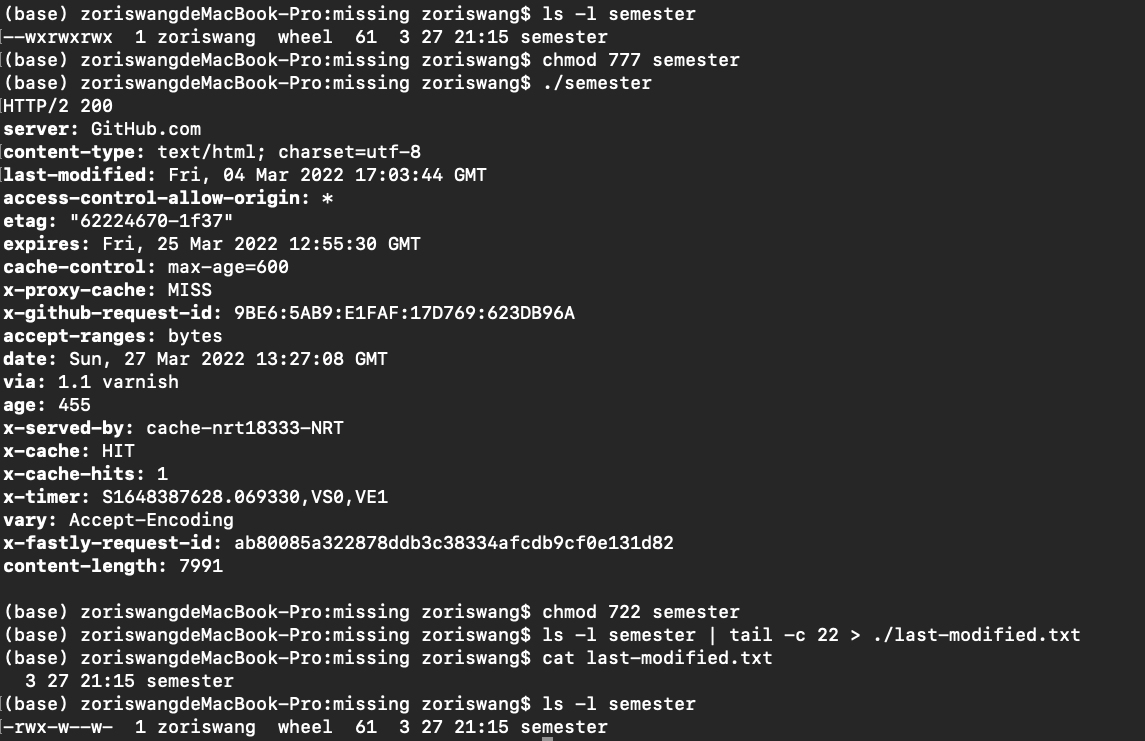 (base) zoriswangdeMacBook-Pro:missing zoriswang$ ls -l semester
[--wxrwxrwx  1 zoriswang  wheel  61  3 27 21:15 semester
[(base) zoriswangdeMacBook-Pro:missing zoriswang$ chmod 777 semester
(base) zoriswangdeMacBook-Pro:missing zoriswang$ ./semester
[HTTP/2 200
server: GitHub.com
[content-type: text/html; charset=utf-8
[last-modified: Fri, 04 Mar 2022 17:03:44 GMT
access-control-allow-origin: *
etag: "62224670-1f37"
expires: Fri, 25 Mar 2022 12:55:30 GMT
cache-control: max-age=600
x-proxy-cache: MISS
x-github-request-id: 9BE6:5AB9:E1FAF:17D769:623DB96A
accept-ranges: bytes
date: Sun, 27 Mar 2022 13:27:08 GMT
via: 1.1 varnish
age: 455
x-served-by: cache-nrt18333-NRT
x-cache: HIT
x-cache-hits: 1
x-timer: S1648387628.069330,VS0,VE1
vary: Accept-Encoding
x-fastly-request-id: ab80085a322878ddb3c38334afcdb9cf0e131d82
content-length: 7991
(base) zoriswangdeMacBook-Pro:missing zoriswang$ chmod 722 semester
(base) zoriswangdeMacBook-Pro:missing zoriswang$ ls -l semester | tail -c 22 > ./last-modified.txt
(base) zoriswangdeMacBook-Pro:missing zoriswang$ cat last-modified.txt
  3 27 21:15 semester
[(base) zoriswangdeMacBook-Pro:missing zoriswang$ ls -l semester
[-rwx-w--w-  1 zoriswang  wheel  61  3 27 21:15 semester